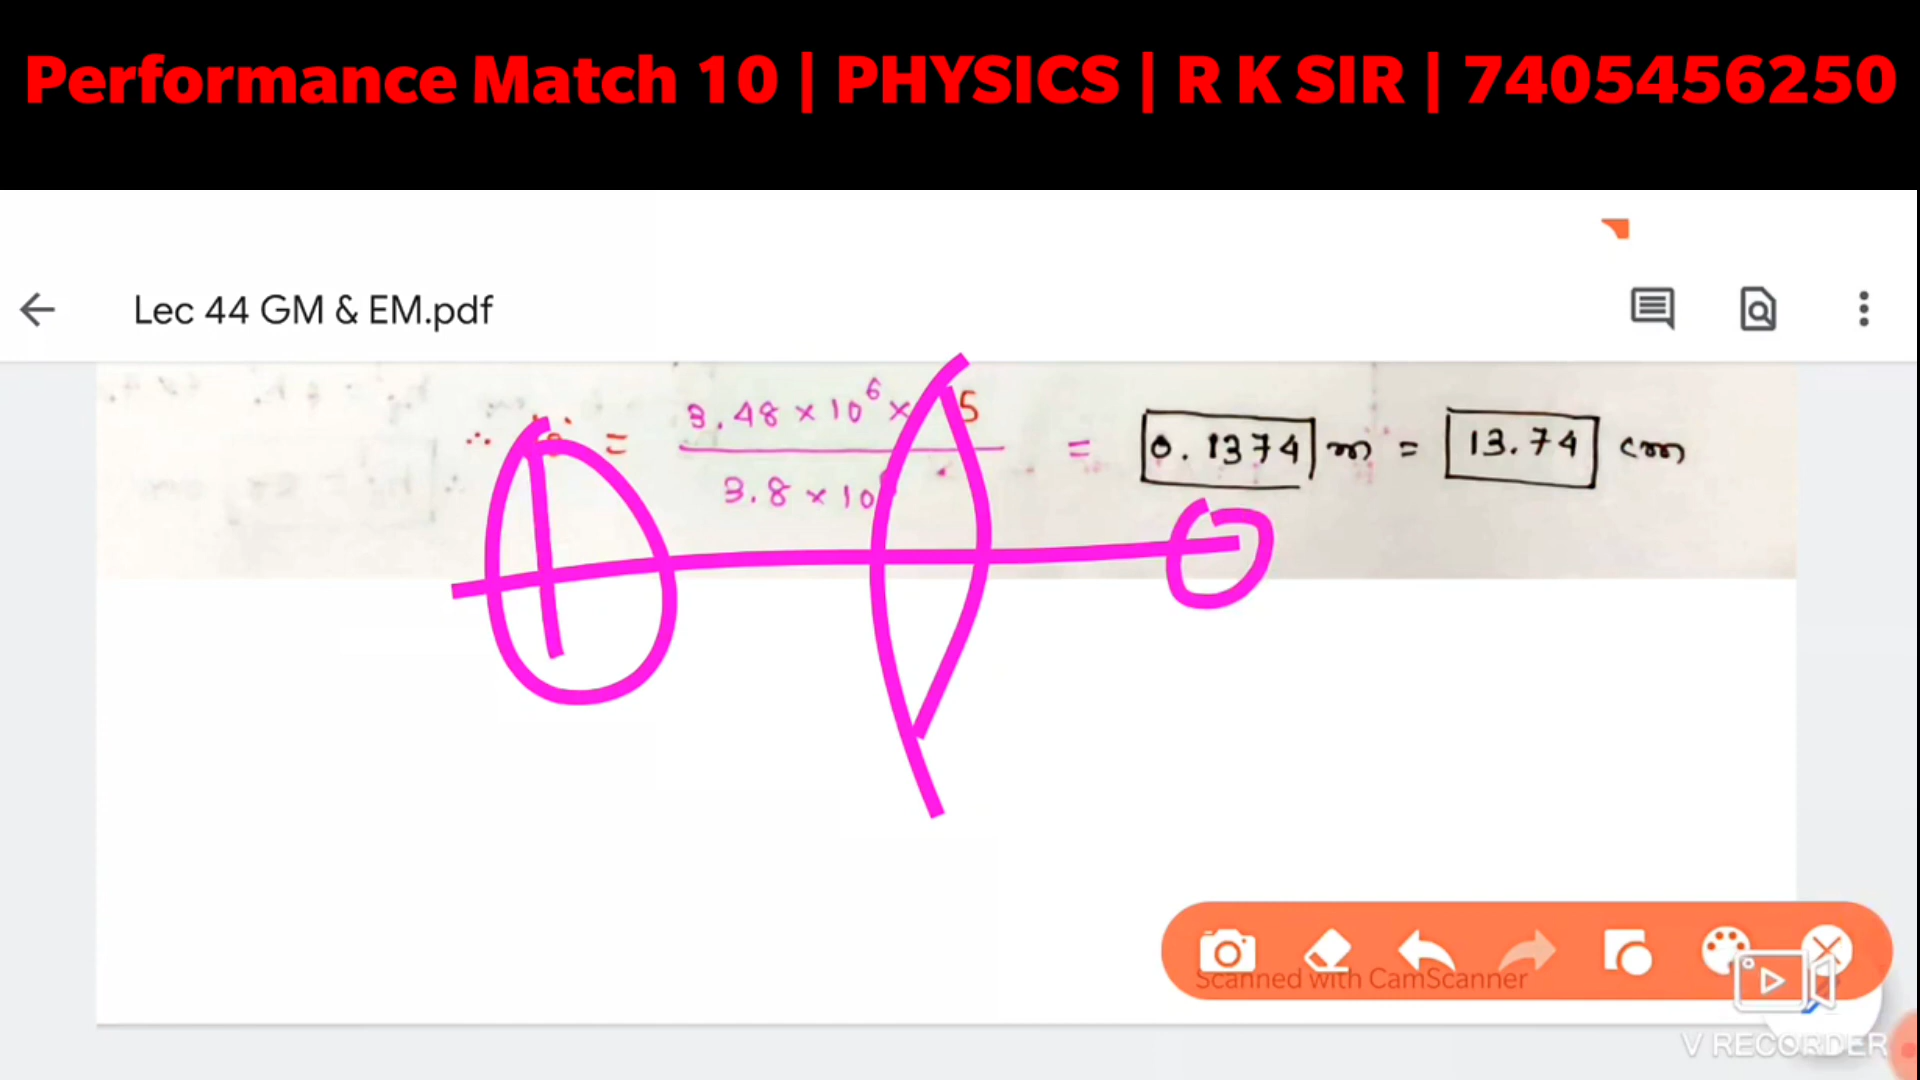 Performance Match 10 | PHYSICS | R K SIR | 7405456250
Lec 44 GM & EM.pdf
∴ = 3.48 × 10⁶ × 5 / 3.8 × 10 = 0.1374 m = 13.74 cm
Scanned with CamScanner
V RECORDER